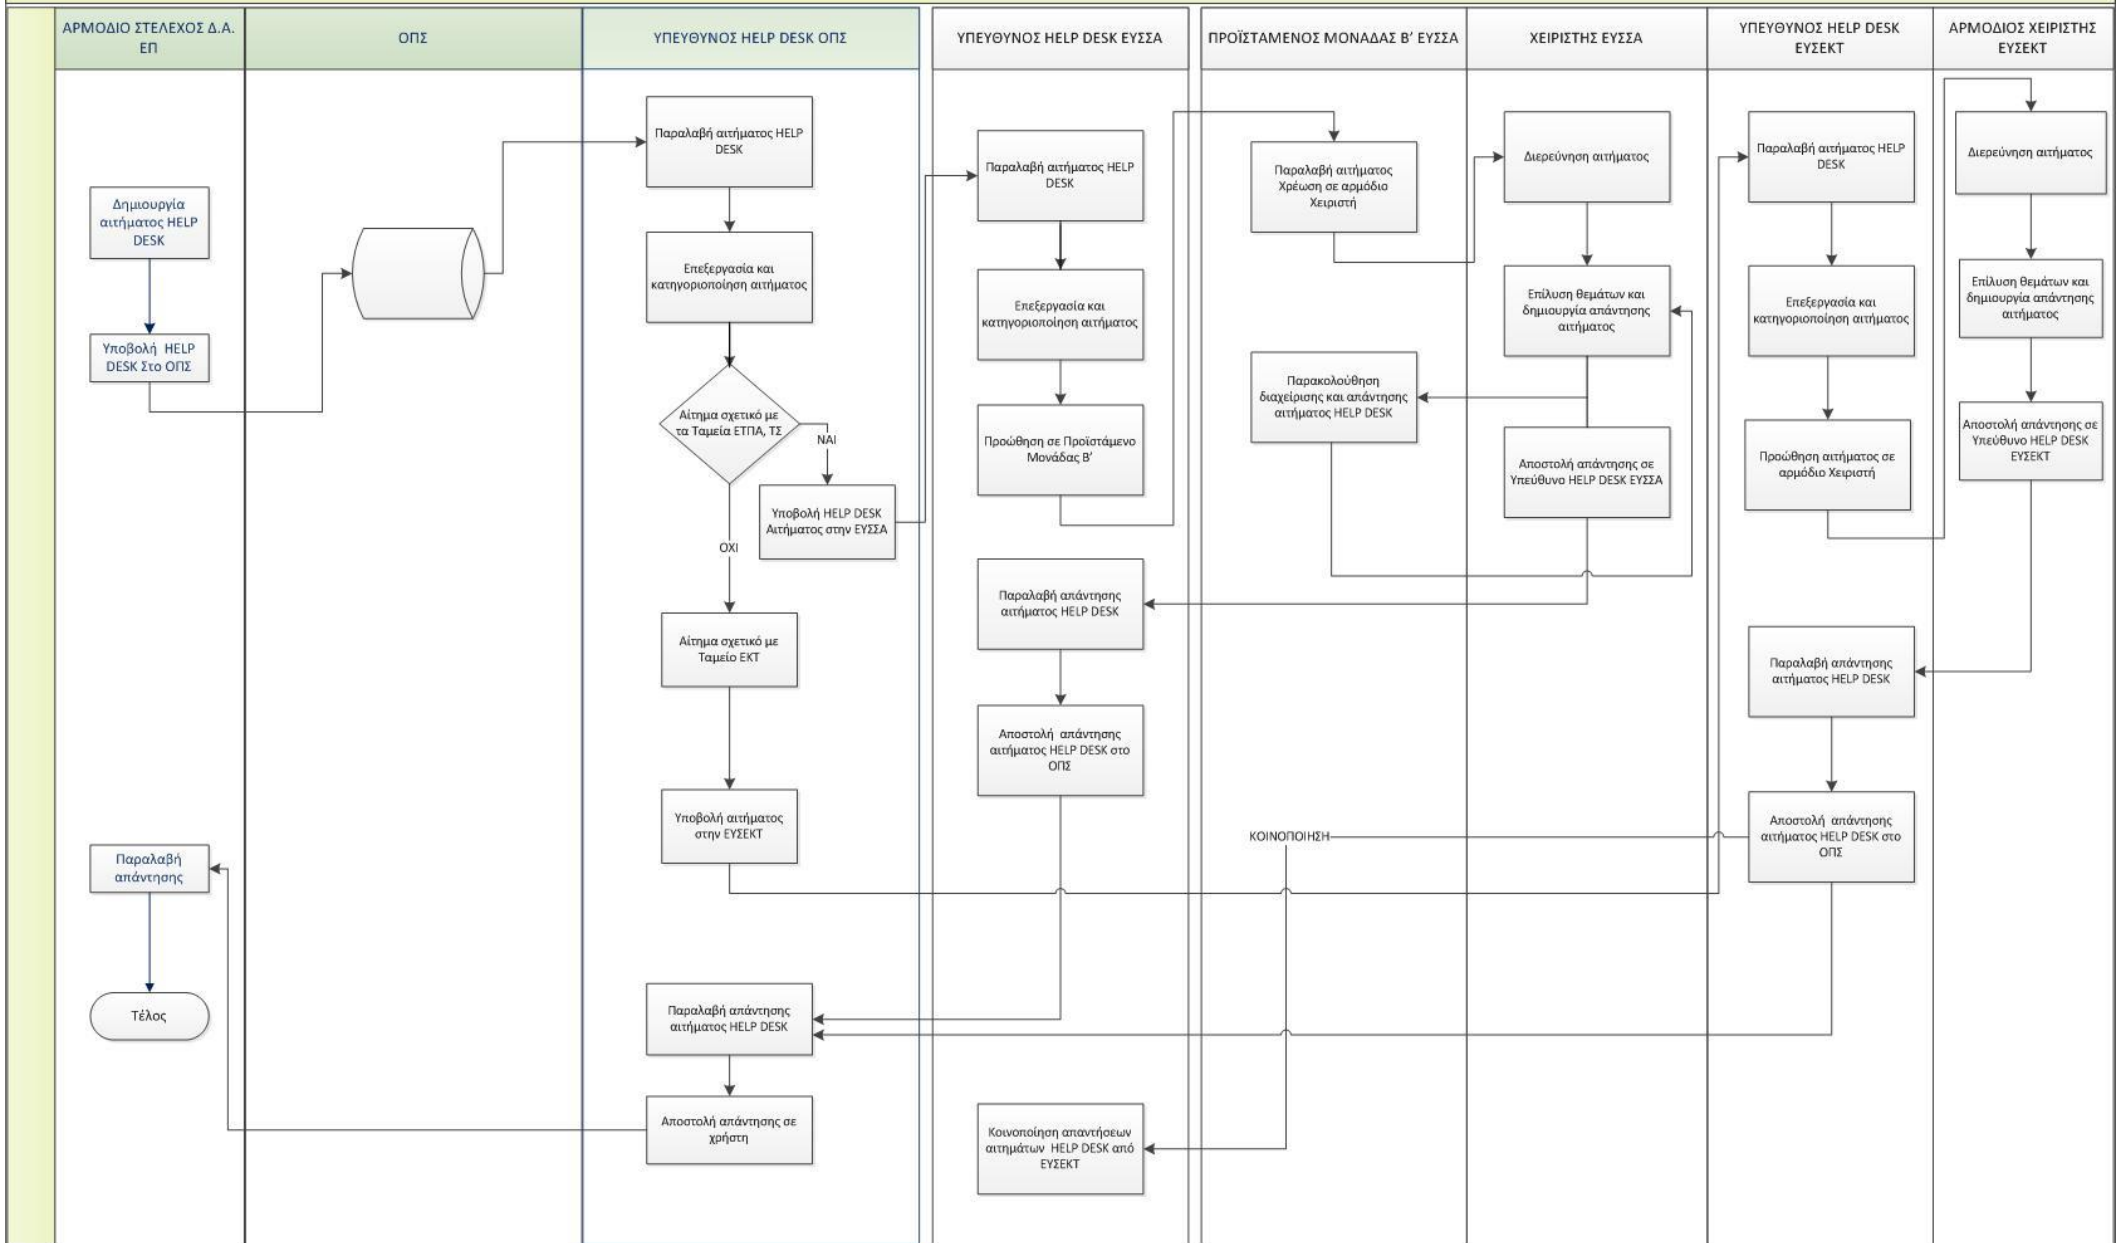 ΑΡΜΟΔΙΟ ΣΤΕΛΕΧΟΣ Δ.Α.
ΕΠ
ΟΠΣ
ΥΠΕΥΘΥΝΟΣ HELP DESK ΟΠΣ
ΥΠΕΥΘΥΝΟΣ HELP DESK ΕΥΣΣΑ
ΠΡΟΪΣΤΑΜΕΝΟΣ ΜΟΝΑΔΑΣ Β’ ΕΥΣΣΑ
ΧΕΙΡΙΣΤΗΣ ΕΥΣΣΑ
ΥΠΕΥΘΥΝΟΣ HELP DESK
ΕΥΣΕΚΤ
ΑΡΜΟΔΙΟΣ ΧΕΙΡΙΣΤΗΣ
ΕΥΣΕΚΤ
Δημιουργία
αιτήματος HELP
DESK
Υποβολή HELP
DESK Στο ΟΠΣ
Παραλαβή
απάντησης
Τέλος
Παραλαβή αιτήματος HELP
DESK
Επεξεργασία και
κατηγοριοποίηση αιτήματος
Αίτημα σχετικό με
τα Ταμεία ΕΤΠΑ, ΤΣ
ΝΑΙ
Υποβολή HELP DESK
Αιτήματος στην ΕΥΣΣΑ
ΟΧΙ
Αίτημα σχετικό με
Ταμείο ΕΚΤ
Υποβολή αιτήματος
στην ΕΥΣΕΚΤ
Παραλαβή απάντησης
αιτήματος HELP DESK
Αποστολή απάντησης σε
χρήστη
Παραλαβή αιτήματος HELP
DESK
Επεξεργασία και
κατηγοριοποίηση αιτήματος
Προώθηση σε Προϊστάμενο
Μονάδας Β’
Παραλαβή απάντησης
αιτήματος HELP DESK
Αποστολή απάντησης
αιτήματος HELP DESK στο
ΟΠΣ
Κοινοποίηση απαντήσεων
αιτημάτων HELP DESK από
ΕΥΣΕΚΤ
Παραλαβή αιτήματος
Χρέωση σε αρμόδιο
Χειριστή
Παρακολούθηση
διαχείρισης και απάντησης
αιτήματος HELP DESK
ΚΟΙΝΟΠΟΙΗΣΗ
Διερεύνηση αιτήματος
Επίλυση θεμάτων και
δημιουργία απάντησης
αιτήματος
Αποστολή απάντησης σε
Υπεύθυνο HELP DESK ΕΥΣΣΑ
Παραλαβή αιτήματος HELP
DESK
Επεξεργασία και
κατηγοριοποίηση αιτήματος
Προώθηση αιτήματος σε
αρμόδιο Χειριστή
Παραλαβή απάντησης
αιτήματος HELP DESK
Αποστολή απάντησης
αιτήματος HELP DESK στο
ΟΠΣ
Διερεύνηση αιτήματος
Επίλυση θεμάτων και
δημιουργία απάντησης
αιτήματος
Αποστολή απάντησης σε
Υπεύθυνο HELP DESK
ΕΥΣΕΚΤ